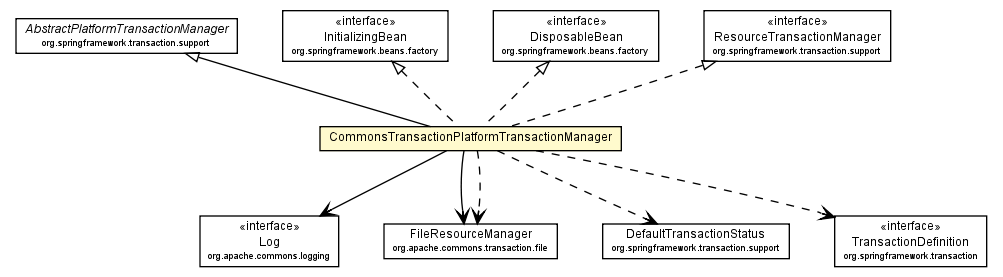 AbstractPlatformTransactionManager
org.springframework.transaction.support
«interface»
InitializingBean
org.springframework.beans.factory
«interface»
DisposableBean
org.springframework.beans.factory
«interface»
ResourceTransactionManager
org.springframework.transaction.support
CommonsTransactionPlatformTransactionManager
«interface»
Log
org.apache.commons.logging
FileResourceManager
org.apache.commons.transaction.file
DefaultTransactionStatus
org.springframework.transaction.support
«interface»
TransactionDefinition
org.springframework.transaction